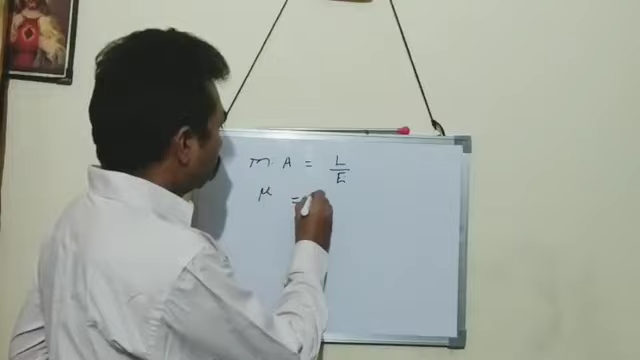 M.A = L/E
μ =